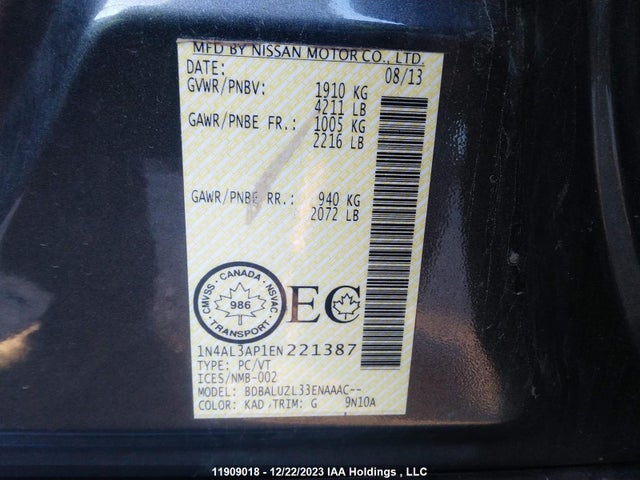 MFD BY NISSAN MOTOR CO., LTD.
DATE: 08/13
GVWR/PNBV: 1910 KG
4211 LB
GAWR/PNBE FR.: 1005 KG
2216 LB
GAWR/PNBE RR.: 940 KG
2072 LB
CMVSS · CANADA · NSVAC
986
TRANSPORT
EC
1N4AL3AP1EN221387
TYPE: PC/VT
ICES/NMB-002
MODEL: BDBALUZL33ENAAAC--
COLOR: KAD TRIM: G 9N10A
11909018 - 12/22/2023 IAA Holdings , LLC